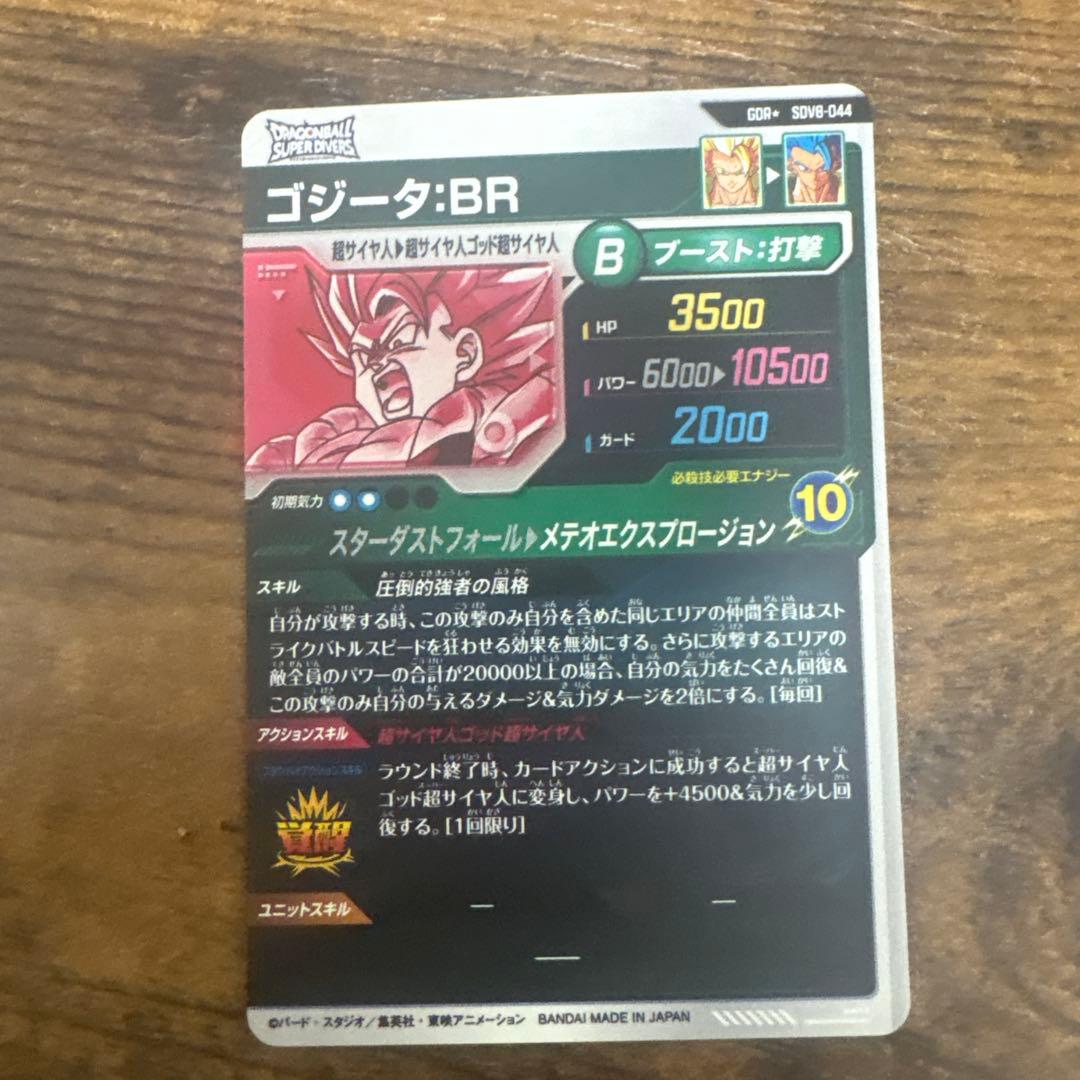 GDR★ SDV8-044
DRAGONBALL
SUPER DIVERS
ゴジータ:BR
超サイヤ人▶超サイヤ人ゴッド超サイヤ人
B ブースト:打撃
HP 3500
パワー 6000▶10500
ガード 2000
必殺技必要エナジー
10
初期気力
スターダストフォール▶メテオエクスプロージョン
スキル 圧倒的強者の風格
自分が攻撃する時、この攻撃のみ自分を含めた同じエリアの仲間全員はスト
ライクバトルスピードを狂わせる効果を無効にする。さらに攻撃するエリアの
敵全員のパワーの合計が20000以上の場合、自分の気力をたくさん回復&
この攻撃のみ自分の与えるダメージ&気力ダメージを2倍にする。[毎回]
アクションスキル 超サイヤ人ゴッド超サイヤ人
ラウンド終了時、カードアクションに成功すると超サイヤ人
ゴッド超サイヤ人に変身し、パワーを+4500&気力を少し回
復する。[1回限り]
覚醒
ユニットスキル — —
—
©バード・スタジオ/集英社・東映アニメーション BANDAI MADE IN JAPAN